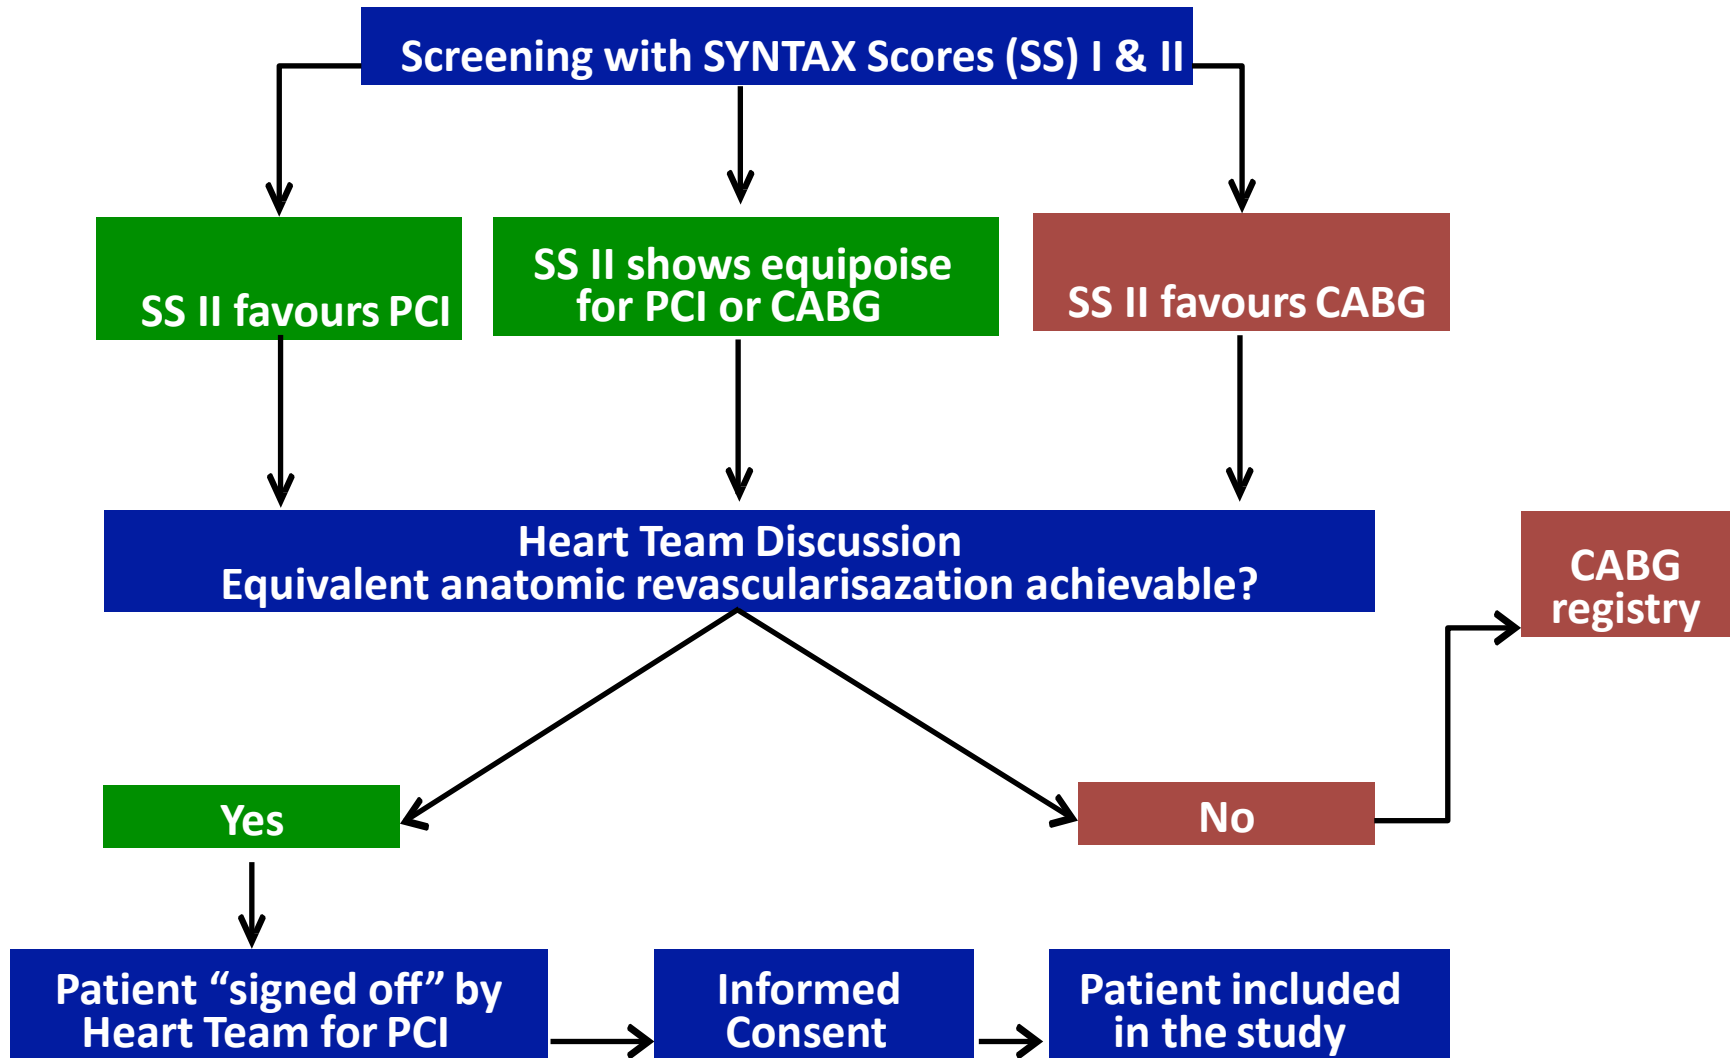 Screening with SYNTAX Scores (SS) I & II
SS II favours PCI
SS II shows equipoise
for PCI or CABG
SS II favours CABG
Heart Team Discussion
Equivalent anatomic revascularisazation achievable?
CABG
registry
Yes
No
Patient “signed off” by
Heart Team for PCI
Informed
Consent
Patient included
in the study